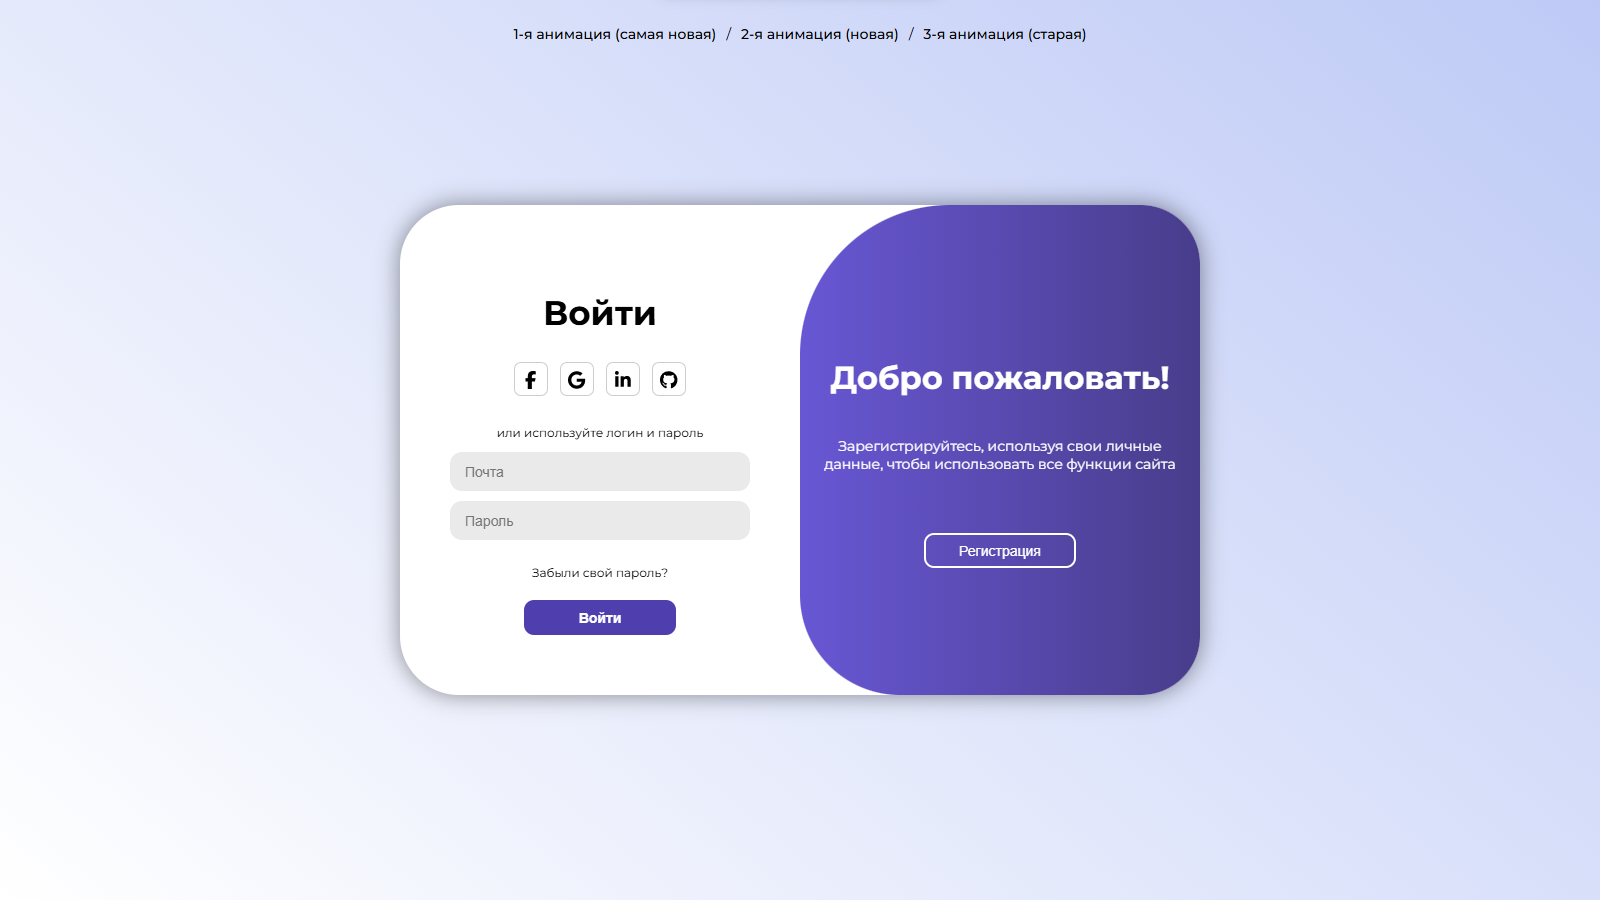 1-я анимация (самая новая) / 2-я анимация (новая) / 3-я анимация (старая)
Войти
или используйте логин и пароль
Почта
Пароль
Забыли свой пароль?
Войти
Добро пожаловать!
Зарегистрируйтесь, используя свои личные
данные, чтобы использовать все функции сайта
Регистрация